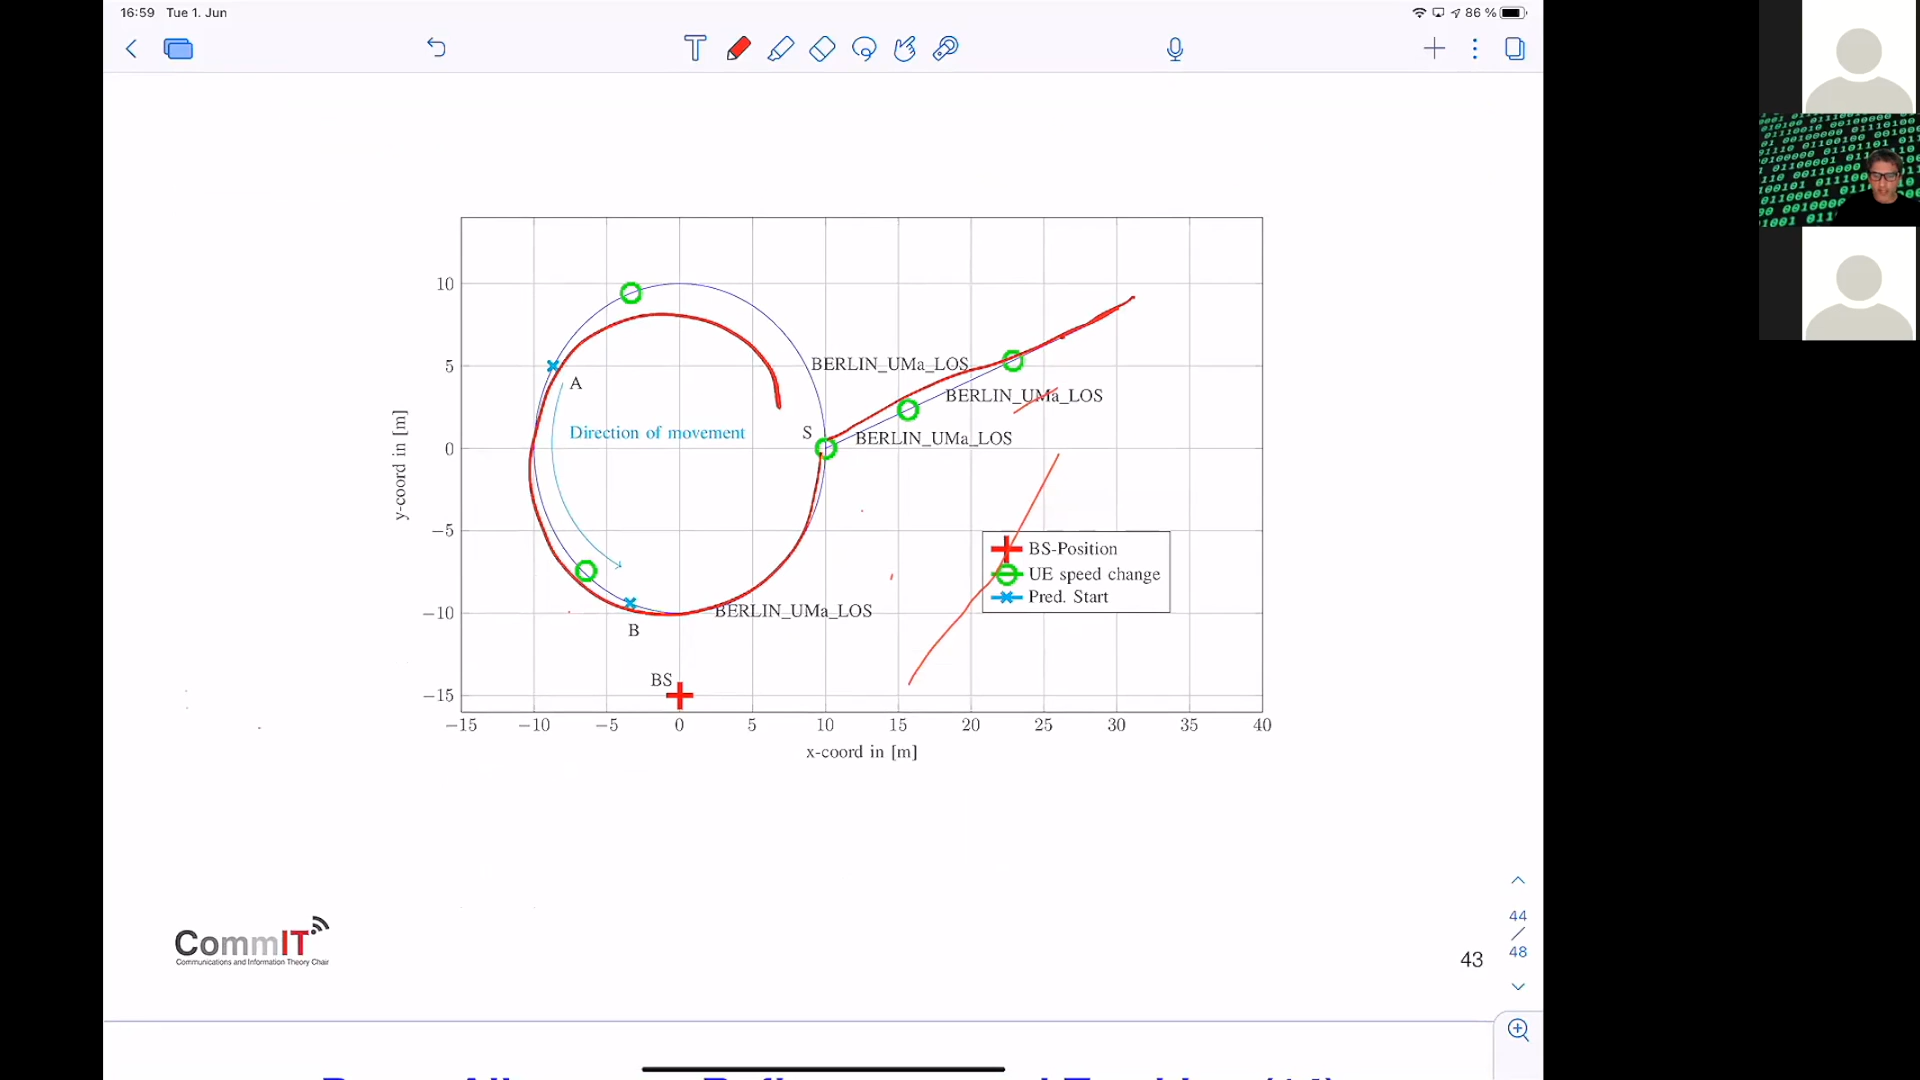 16:59 Tue 1. Jun
86 %
10
5
0
−5
−10
−15
y-coord in [m]
A
Direction of movement
S
BERLIN_UMa_LOS
BERLIN_UMa_LOS
BERLIN_UMa_LOS
BERLIN_UMa_LOS
B
BS
BS-Position
UE speed change
Pred. Start
−15 −10 −5 0 5 10 15 20 25 30 35 40
x-coord in [m]
CommIT
Communications and Information Theory Chair
43
44
48